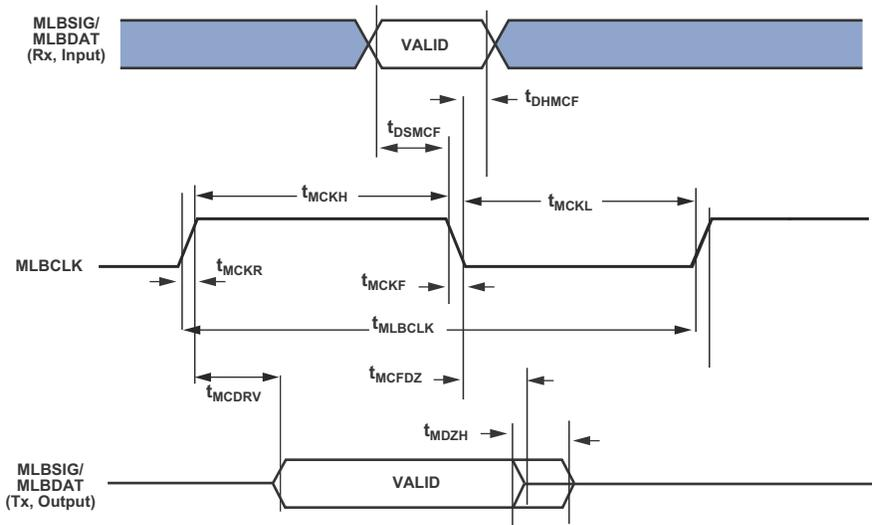 MLBSIG/
MLBDAT
(Rx, Input)
VALID
tDHMCF
tDSMCF
tMCKH
tMCKL
MLBCLK
tMCKR
tMCKF
tMLBCLK
tMCFDZ
tMCDRV
tMDZH
MLBSIG/
MLBDAT
(Tx, Output)
VALID